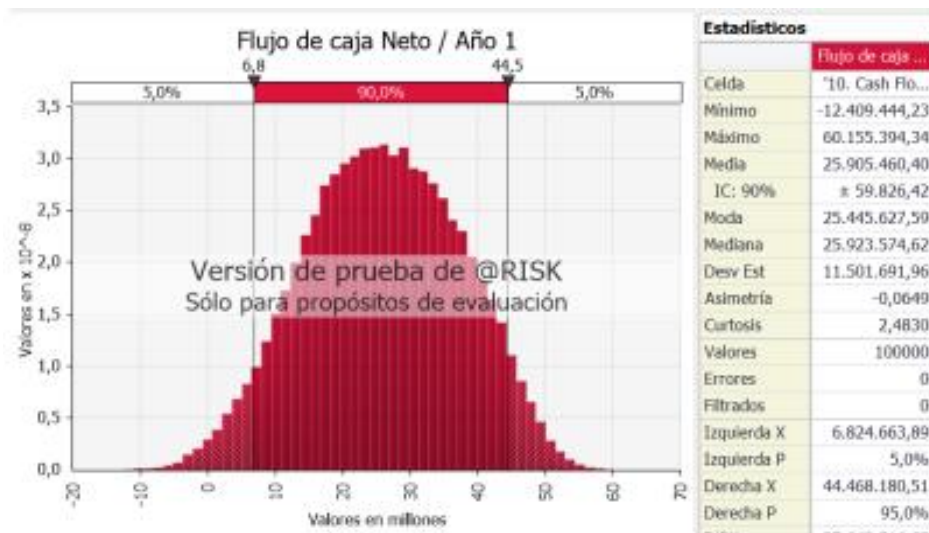 Flujo de caja Neto / Año 1
6,8 44,5
5,0% 90,0% 5,0%
3,5
3,0
2,5
2,0
1,5
1,0
0,5
0,0
Valores en x 10^-8
Versión de prueba de @RISK
Sólo para propósitos de evaluación
-20 -10 0 10 20 30 40 50 60 70
Valores en millones
Estadísticos
Flujo de caja ...
Celda '10. Cash Flo...
Mínimo -12.409.444,23
Máximo 60.155.394,34
Media 25.905.460,40
IC: 90% ± 59.826,42
Moda 25.445.627,59
Mediana 25.923.574,62
Desv Est 11.501.691,96
Asimetría -0,0649
Curtosis 2,4830
Valores 100000
Errores 0
Filtrados 0
Izquierda X 6.824.663,89
Izquierda P 5,0%
Derecha X 44.468.180,51
Derecha P 95,0%